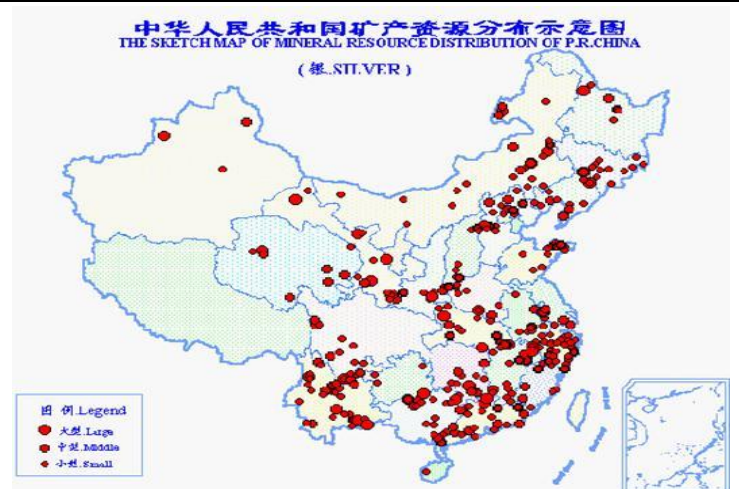 中华人民共和国矿产资源分布示意图
THE SKETCH MAP OF MINERAL RESOURCE DISTRIBUTION OF P.R.CHINA
(银.SILVER)
图 例.Legend
大型.Large
中型.Middle
小型.Small